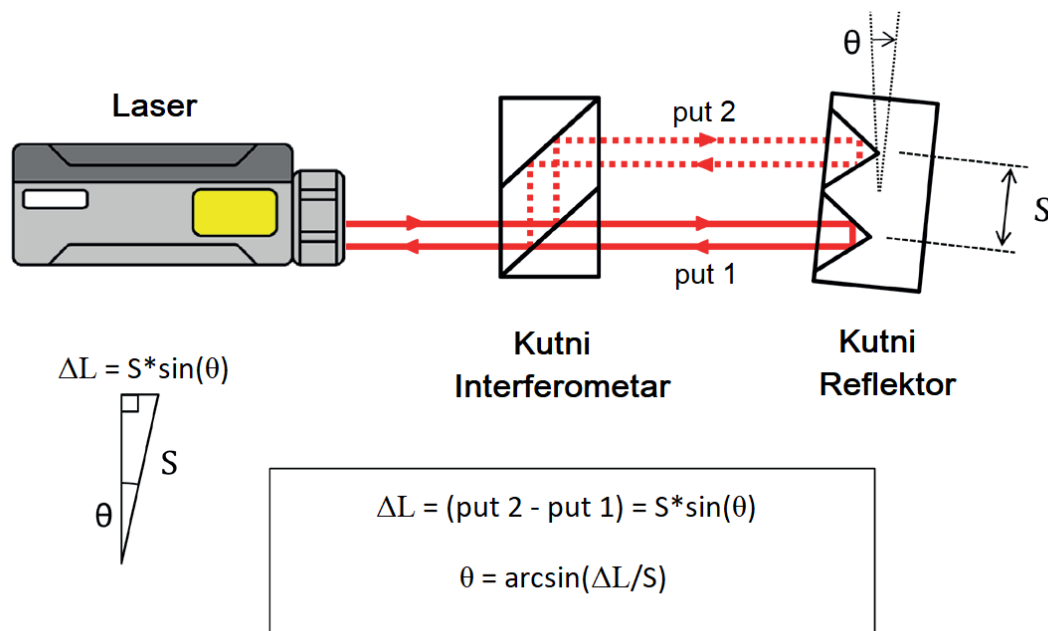 θ
Laser
put 2
S
put 1
Kutni
Interferometar
Kutni
Reflektor
ΔL = S*sin(θ)
S
θ
ΔL = (put 2 - put 1) = S*sin(θ)
θ = arcsin(ΔL/S)